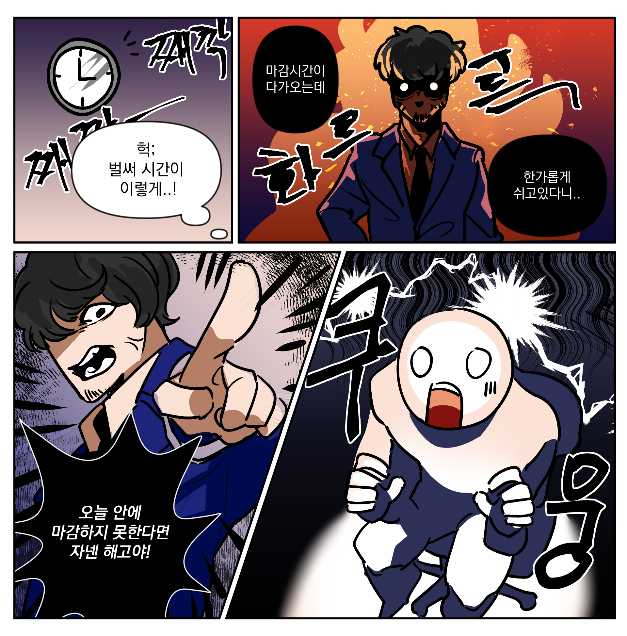 째깍
째깍
헉;
벌써 시간이
이렇게..!
마감시간이
다가오는데
화르르
한가롭게
쉬고있다니..
오늘 안에
마감하지 못한다면
자넨 해고야!
쿠웅